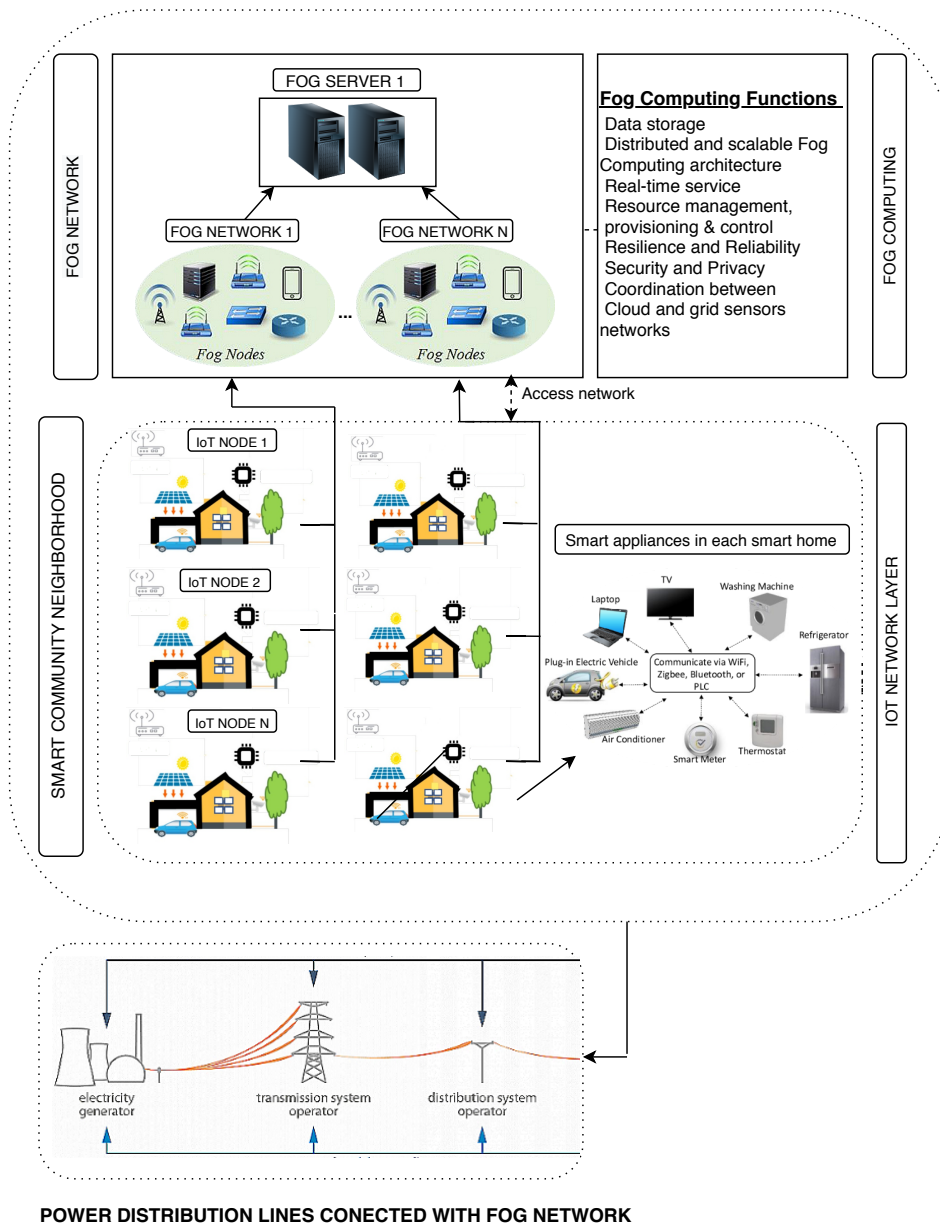 FOG SERVER 1
FOG NETWORK
FOG NETWORK 1
FOG NETWORK N
...
Fog Nodes
Fog Nodes
Fog Computing Functions
Data storage
Distributed and scalable Fog
Computing architecture
Real-time service
Resource management,
provisioning & control
Resilience and Reliability
Security and Privacy
Coordination between
Cloud and grid sensors
networks
FOG COMPUTING
Access network
SMART COMMUNITY NEIGHBORHOOD
IoT NODE 1
IoT NODE 2
IoT NODE N
Smart appliances in each smart home
TV
Washing Machine
Laptop
Refrigerator
Plug-in Electric Vehicle
Communicate via WiFi,
Zigbee, Bluetooth, or
PLC
Air Conditioner
Smart Meter
Thermostat
IOT NETWORK LAYER
electricity
generator
transmission system
operator
distribution system
operator
POWER DISTRIBUTION LINES CONECTED WITH FOG NETWORK